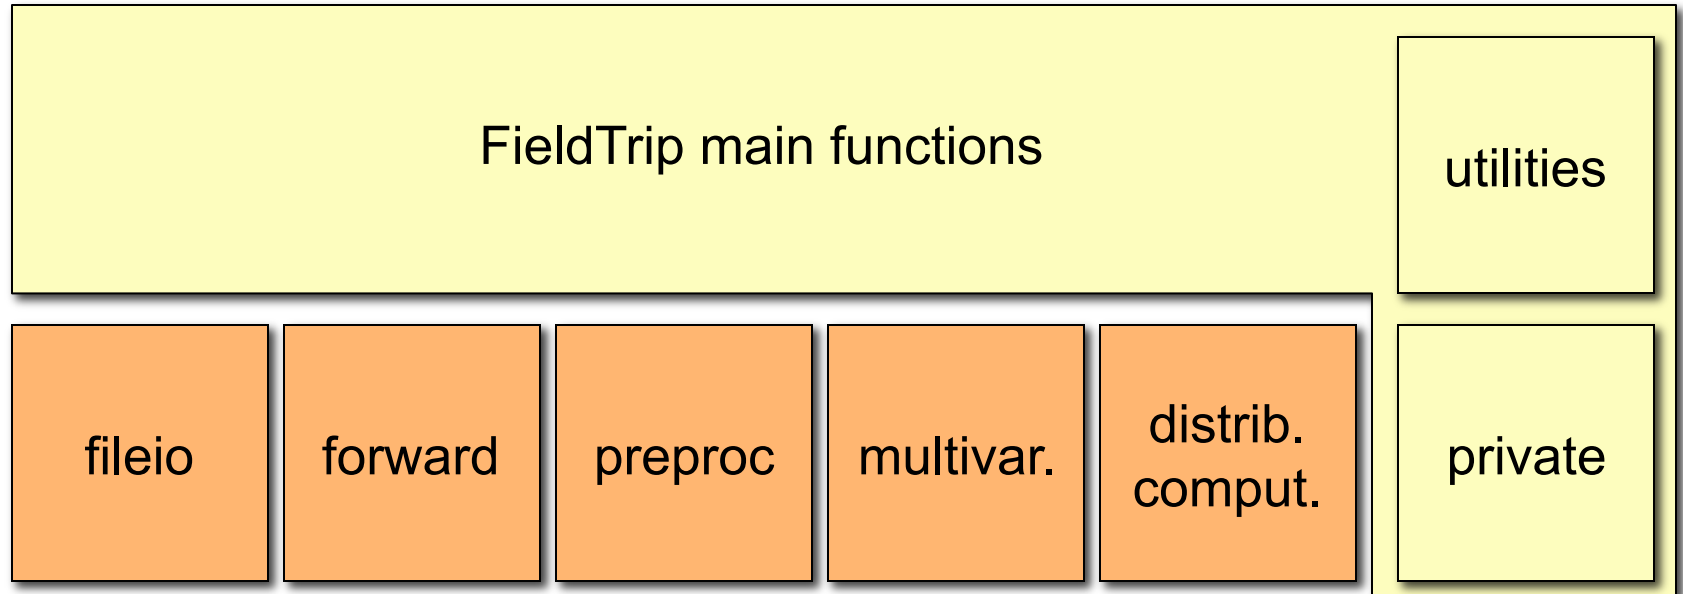 FieldTrip main functions
utilities
fileio
forward
preproc
multivar.
distrib.
comput.
private